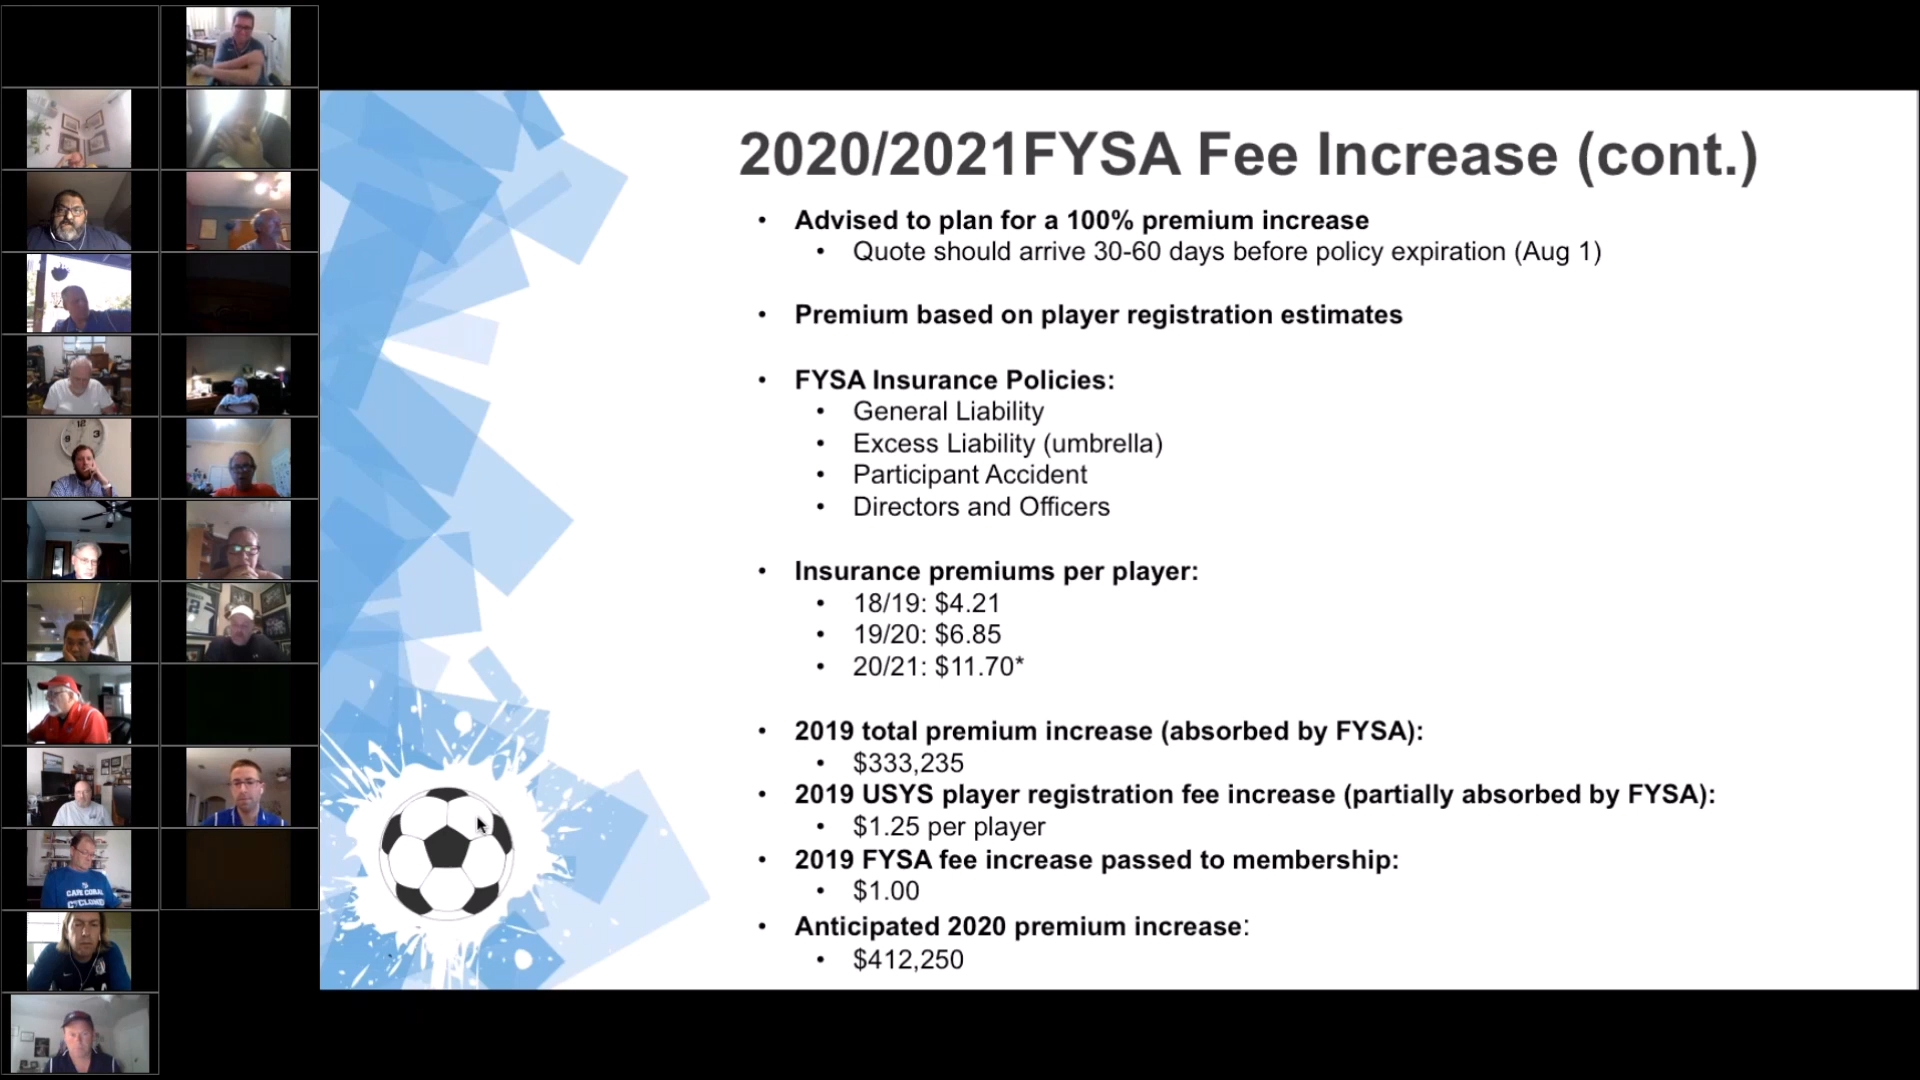 2020/2021FYSA Fee Increase (cont.)
• Advised to plan for a 100% premium increase
• Quote should arrive 30-60 days before policy expiration (Aug 1)
• Premium based on player registration estimates
• FYSA Insurance Policies:
• General Liability
• Excess Liability (umbrella)
• Participant Accident
• Directors and Officers
• Insurance premiums per player:
• 18/19: $4.21
• 19/20: $6.85
• 20/21: $11.70*
• 2019 total premium increase (absorbed by FYSA):
• $333,235
• 2019 USYS player registration fee increase (partially absorbed by FYSA):
• $1.25 per player
• 2019 FYSA fee increase passed to membership:
• $1.00
• Anticipated 2020 premium increase:
• $412,250
12
3
CAPE CORAL